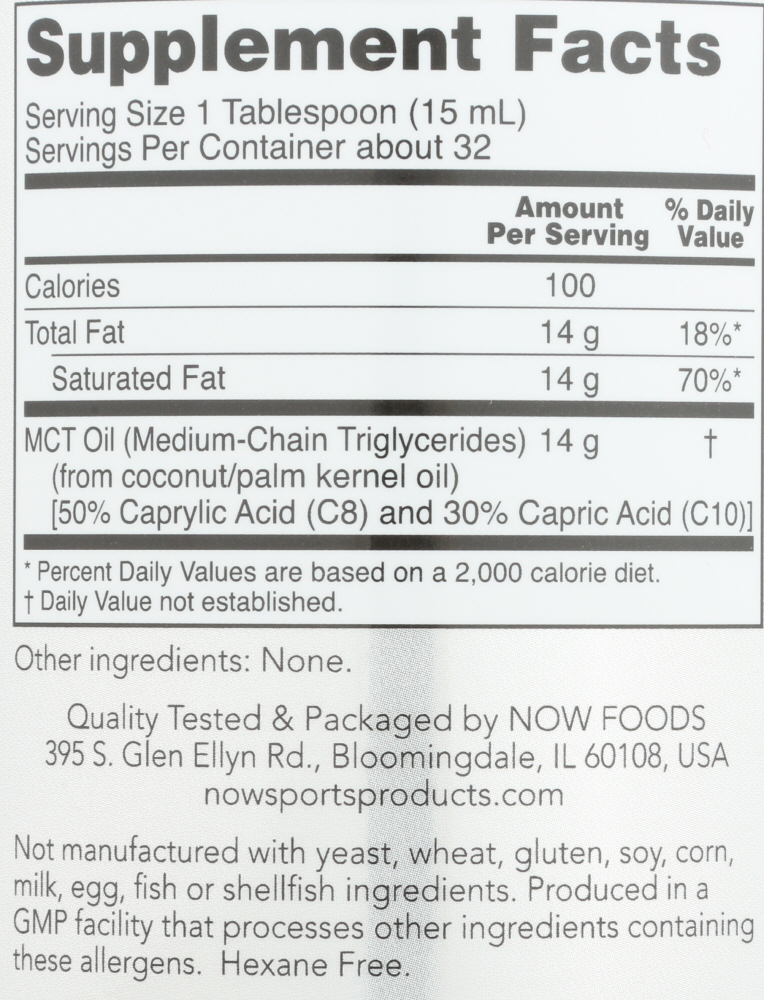 Supplement Facts
Serving Size 1 Tablespoon (15 mL)
Servings Per Container about 32
Amount % Daily
Per Serving Value
Calories 100
Total Fat 14 g 18%*
Saturated Fat 14 g 70%*
MCT Oil (Medium-Chain Triglycerides) 14 g †
(from coconut/palm kernel oil)
[50% Caprylic Acid (C8) and 30% Capric Acid (C10)]
* Percent Daily Values are based on a 2,000 calorie diet.
† Daily Value not established.
Other ingredients: None.
Quality Tested & Packaged by NOW FOODS
395 S. Glen Ellyn Rd., Bloomingdale, IL 60108, USA
nowsportsproducts.com
Not manufactured with yeast, wheat, gluten, soy, corn,
milk, egg, fish or shellfish ingredients. Produced in a
GMP facility that processes other ingredients containing
these allergens. Hexane Free.